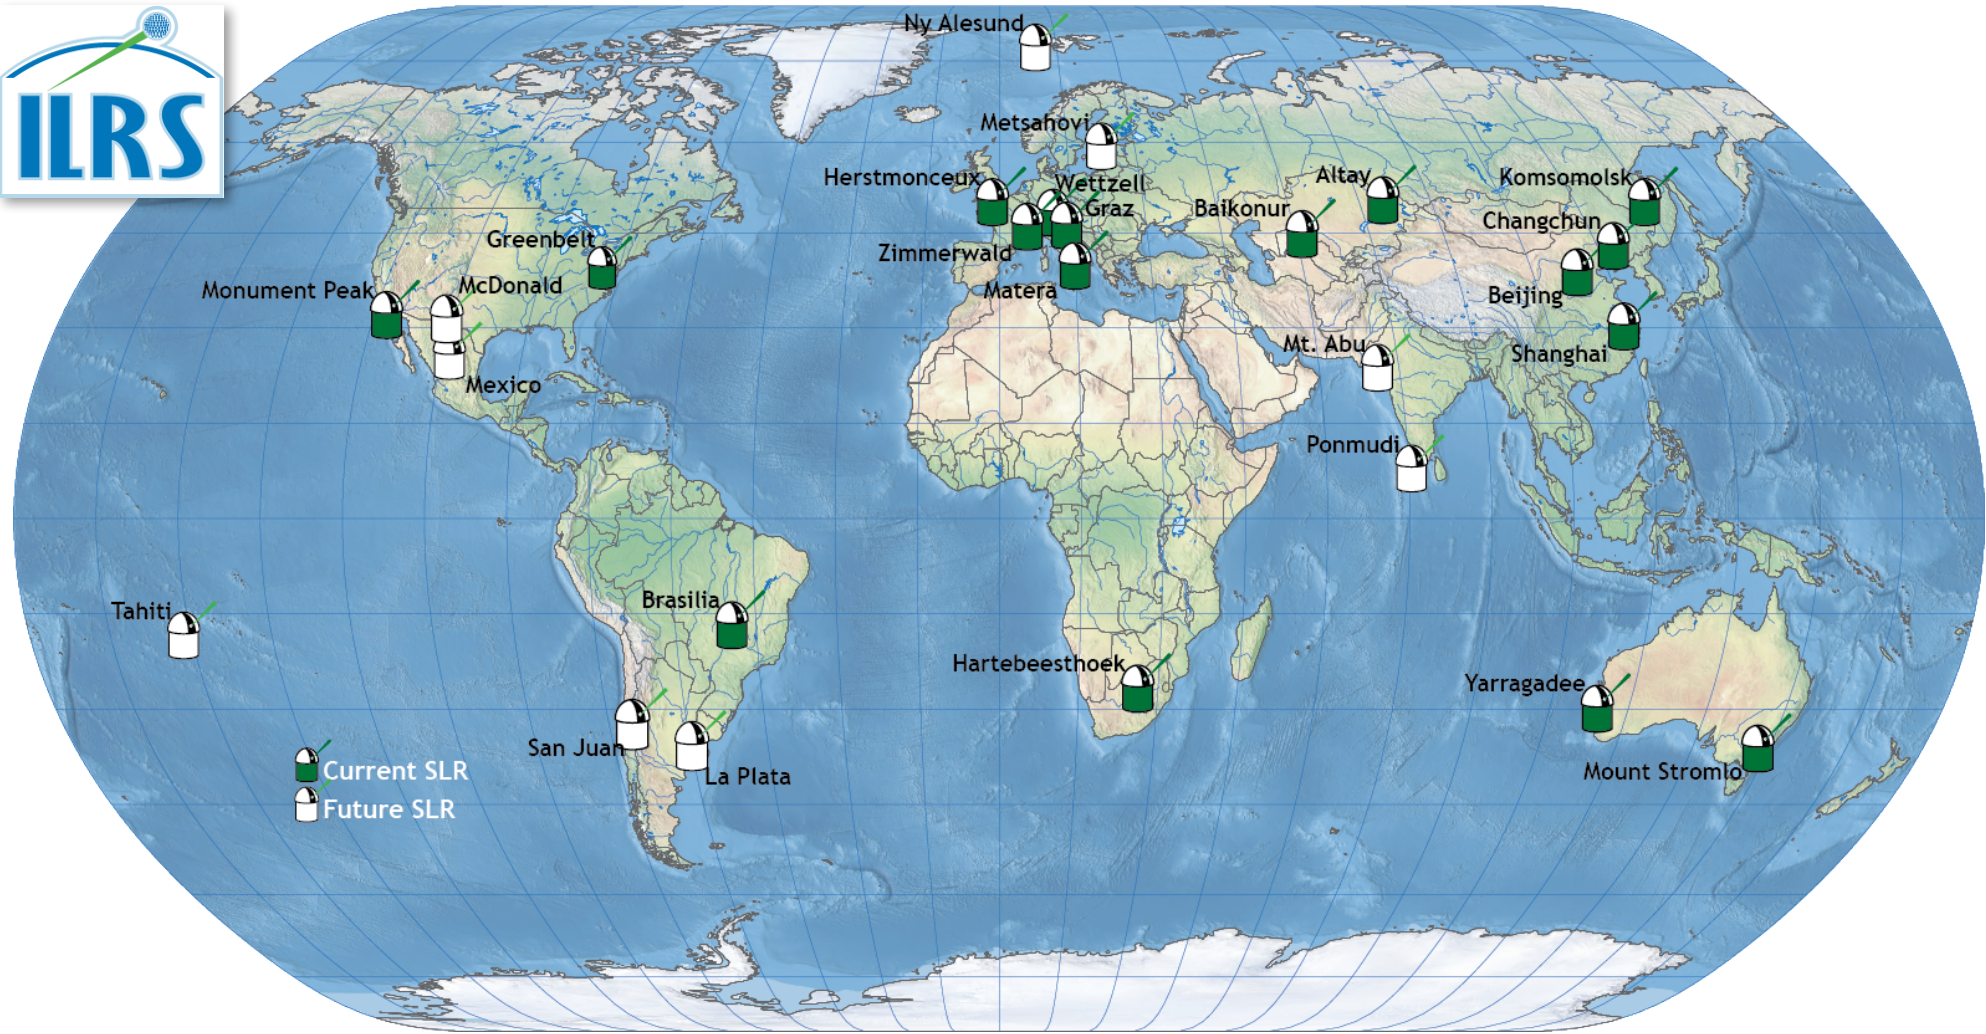 ILRS
Ny Alesund
Metsahovi
Herstmonceux
Wettzell
Altay
Komsomolsk
Graz
Baikonur
Changchun
Greenbelt
Zimmerwald
McDonald
Monument Peak
Matera
Beijing
Mt. Abu
Shanghai
Mexico
Ponmudi
Tahiti
Brasilia
Hartebeesthoek
Yarragadee
San Juan
La Plata
Mount Stromlo
Current SLR
Future SLR